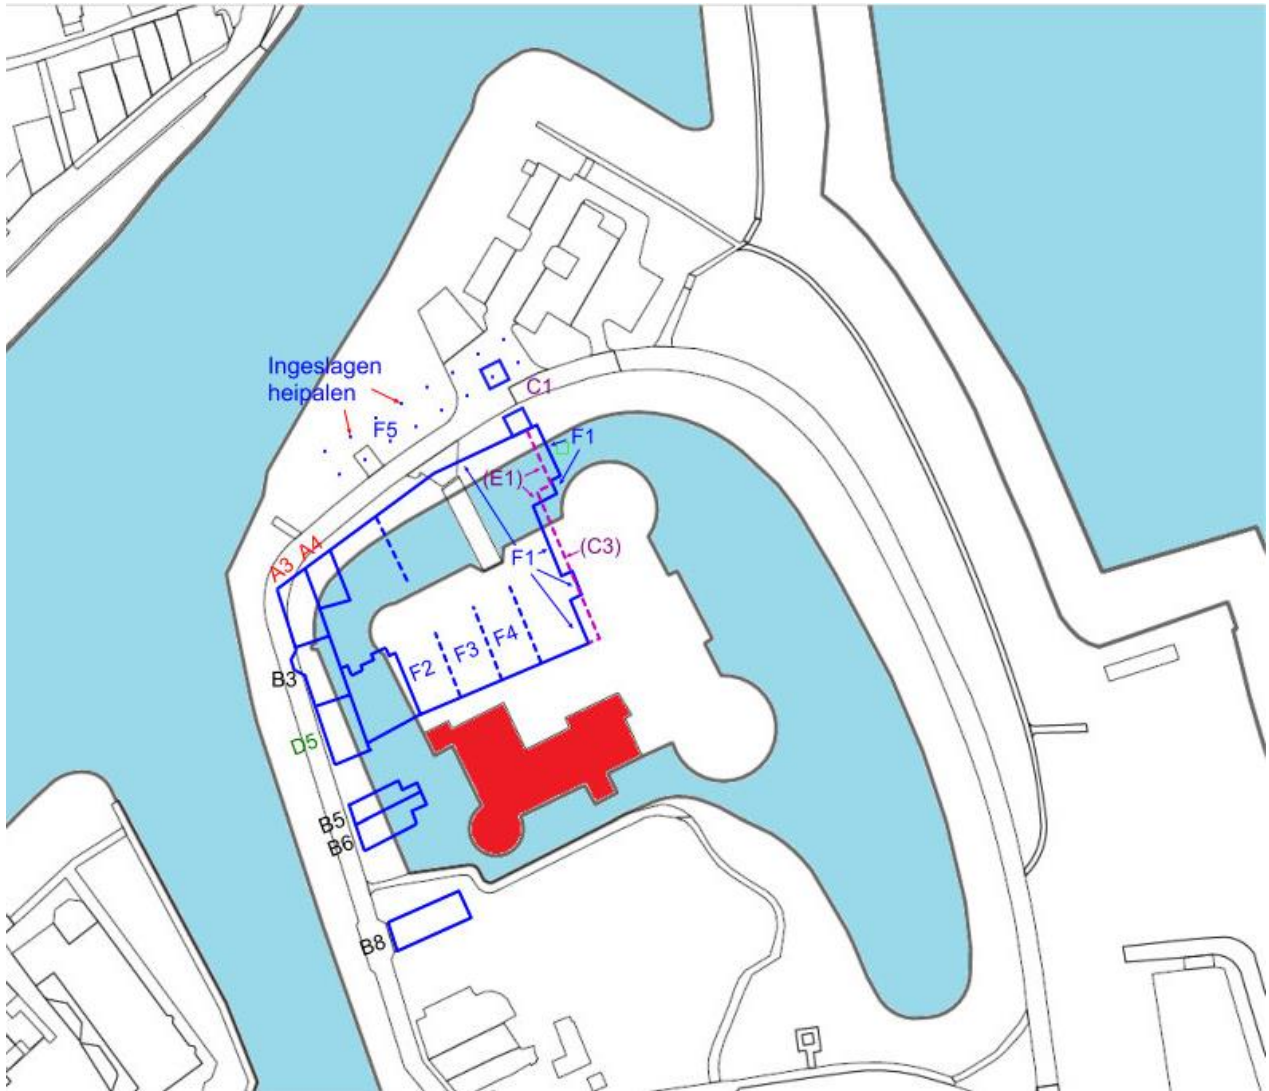 Ingeslagen
heipalen
C1
F5
F1
(E1)
A3
A4
F1
(C3)
F2
F3
F4
B3
D5
B5
B6
B8